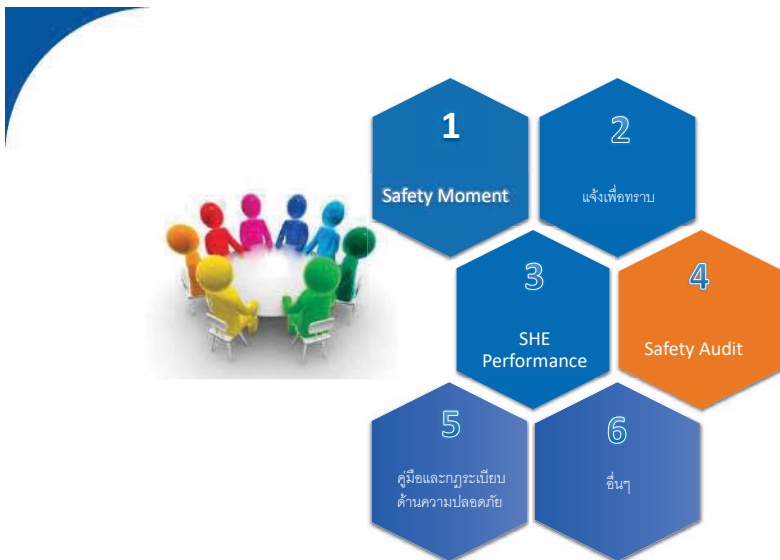 1
Safety Moment
2
แจ้งเพื่อทราบ
3
SHE
Performance
4
Safety Audit
5
คู่มือและกฎระเบียบ
ด้านความปลอดภัย
6
อื่นๆ